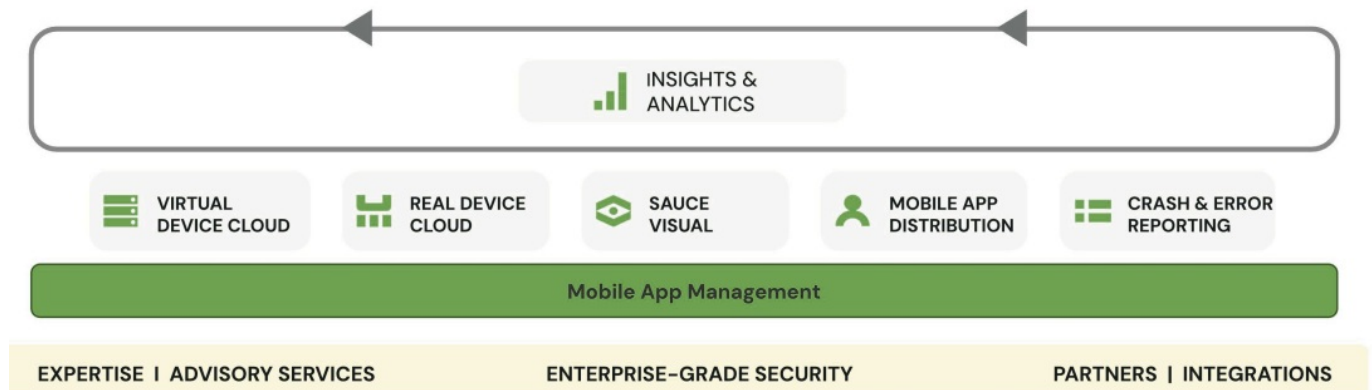 INSIGHTS &
ANALYTICS
VIRTUAL
DEVICE CLOUD
REAL DEVICE
CLOUD
SAUCE
VISUAL
MOBILE APP
DISTRIBUTION
CRASH & ERROR
REPORTING
Mobile App Management
EXPERTISE | ADVISORY SERVICES
ENTERPRISE-GRADE SECURITY
PARTNERS | INTEGRATIONS